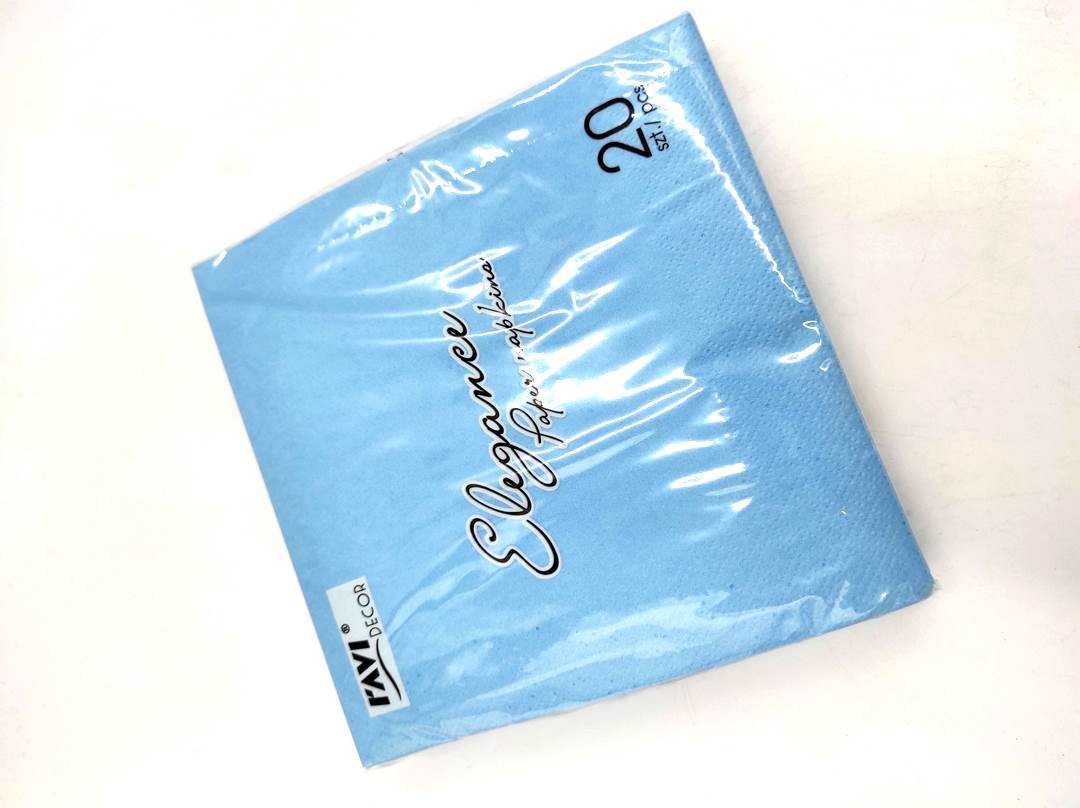 RAVI®
DECOR
Elegance
Paper napkins
20
szt./pcs